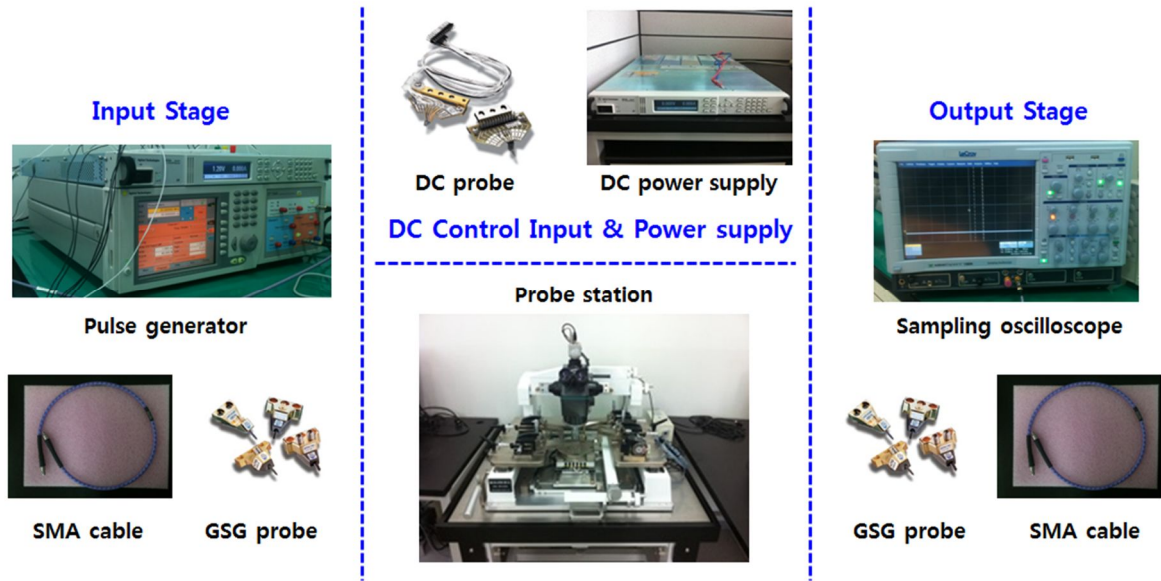 Input Stage
Pulse generator
SMA cable GSG probe
DC probe DC power supply
DC Control Input & Power supply
Probe station
Output Stage
LeCroy
Sampling oscilloscope
GSG probe SMA cable